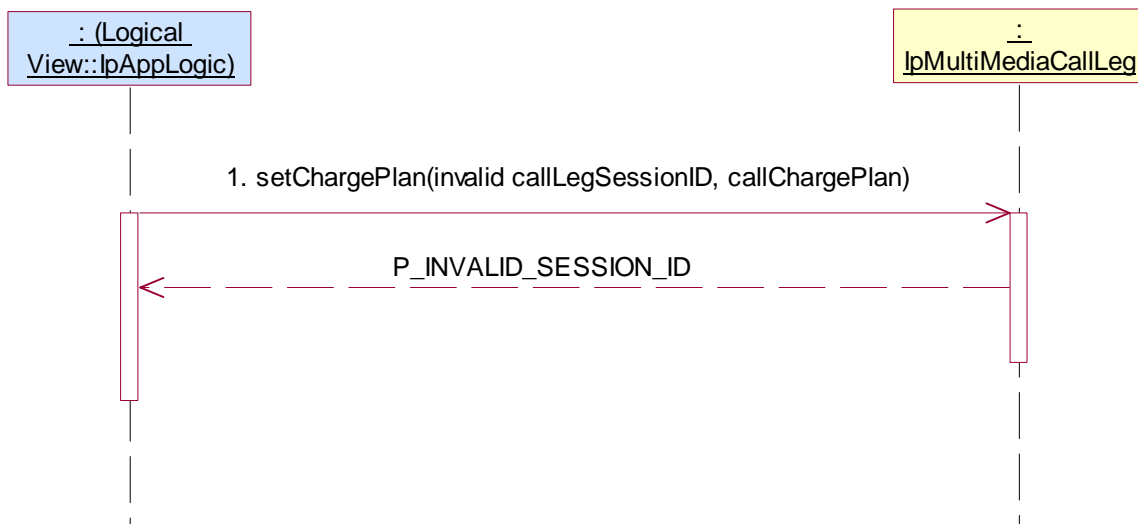 : (Logical
View::IpAppLogic)
:
IpMultiMediaCallLeg
1. setChargePlan(invalid callLegSessionID, callChargePlan)
P_INVALID_SESSION_ID